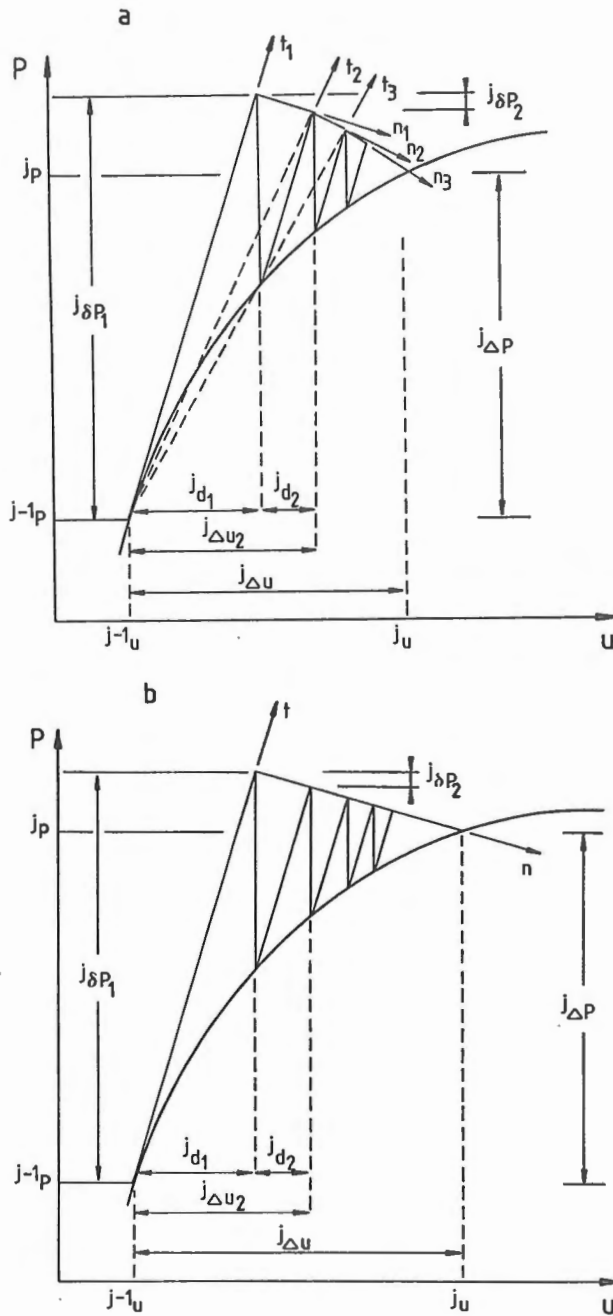 a
P
t₁
t₂
t₃
jδP₂
n₁
n₂
n₃
jP
jδP₁
jΔP
jd₁
jd₂
jΔu₂
j-1P
jΔu
j-1u
ju
u
b
P
t
jδP₂
jP
n
jδP₁
jΔP
jd₁
jd₂
j-1P
jΔu₂
jΔu
j-1u
ju
u